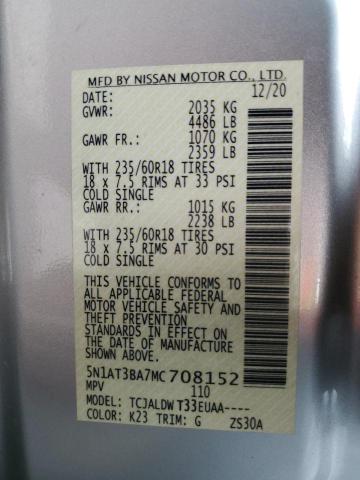 MFD BY NISSAN MOTOR CO., LTD.
DATE: 12/20
GVWR: 2035 KG
4486 LB
GAWR FR.: 1070 KG
2359 LB
WITH 235/60R18 TIRES
18 x 7.5 RIMS AT 33 PSI
COLD SINGLE
GAWR RR.: 1015 KG
2238 LB
WITH 235/60R18 TIRES
18 x 7.5 RIMS AT 30 PSI
COLD SINGLE
THIS VEHICLE CONFORMS TO
ALL APPLICABLE FEDERAL
MOTOR VEHICLE SAFETY AND
THEFT PREVENTION
STANDARDS IN EFFECT ON
THE DATE OF MANUFACTURE
SHOWN ABOVE.
5N1AT3BA7MC708152
MPV 110
MODEL: TCJALDWT33EUAA----
COLOR: K23 TRIM: G ZS30A